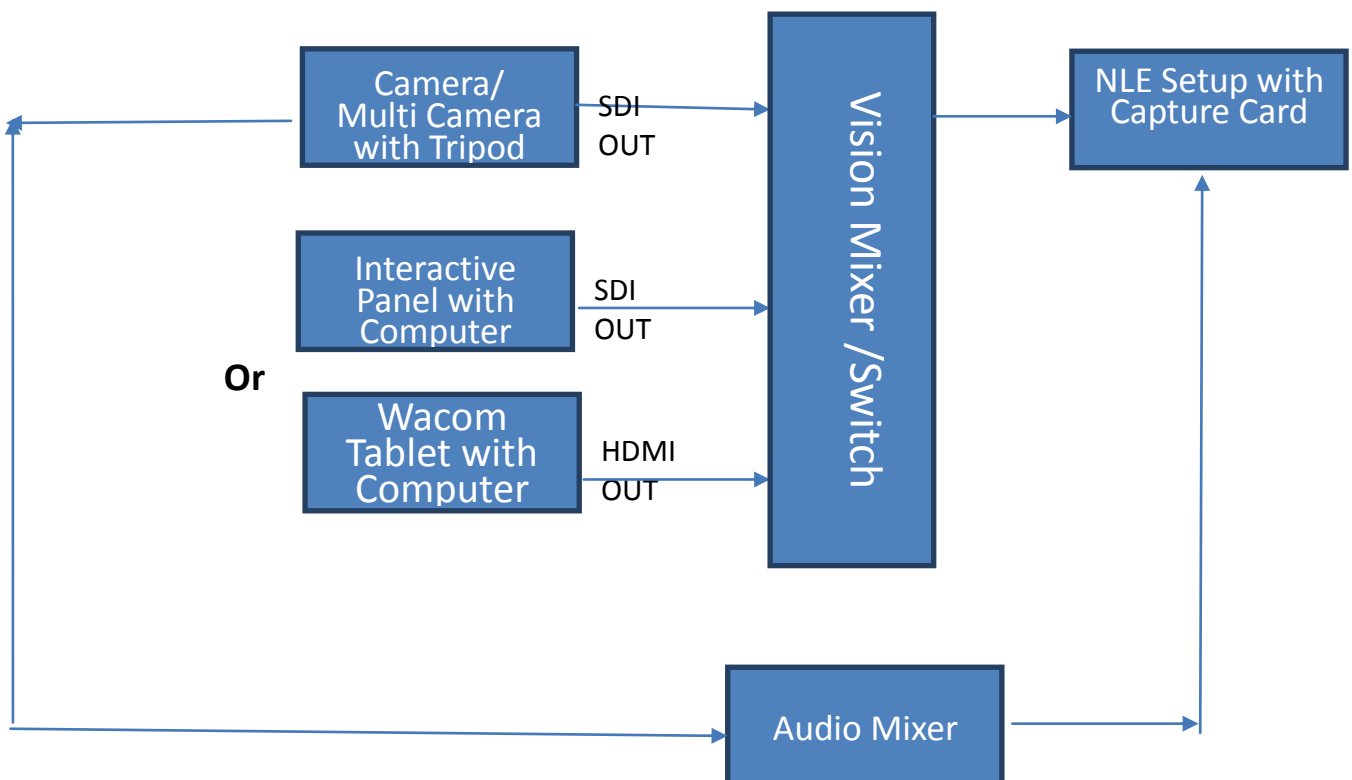 Camera/
Multi Camera
with Tripod
SDI
OUT
Vision Mixer /Switch
NLE Setup with
Capture Card
Interactive
Panel with
Computer
SDI
OUT
Or
Wacom
Tablet with
Computer
HDMI
OUT
Audio Mixer